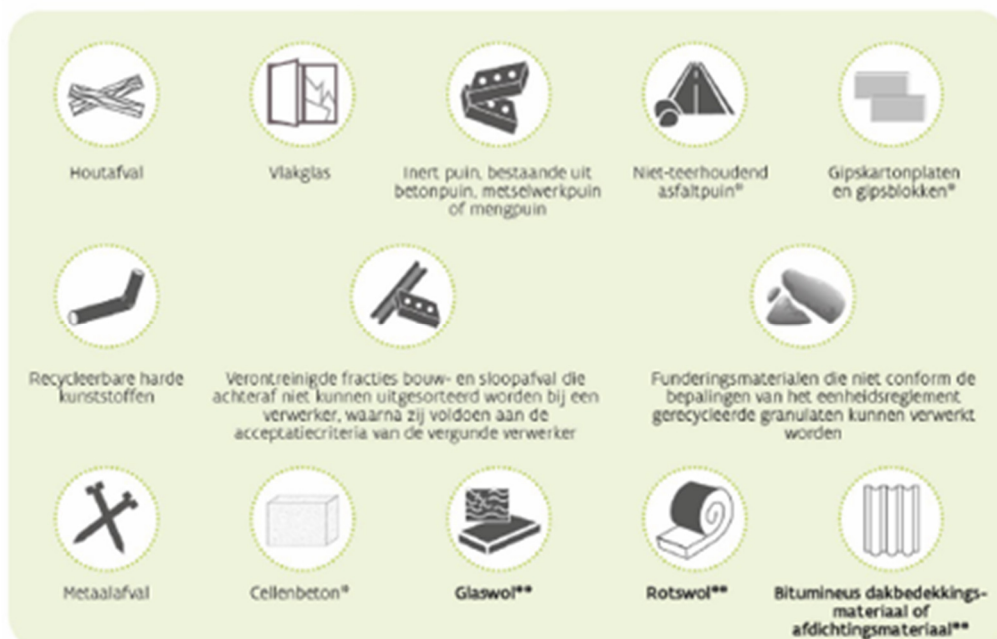 Houtafval
Vlakglas
Inert puin, bestaande uit
betonpuin, metselwerkpuin
of mengpuin
Niet-teerhoudend
asfaltpuin*
Gipskartonplaten
en gipsblokken*
Recycleerbare harde
kunststoffen
Verontreinigde fracties bouw- en sloopafval die
achteraf niet kunnen uitgesorteerd worden bij een
verwerker, waarna zij voldoen aan de
acceptatiecriteria van de vergunde verwerker
Funderingsmaterialen die niet conform de
bepalingen van het eenheidsreglement
gerecycleerde granulaten kunnen verwerkt
worden
Metaalafval
Cellenbeton*
Glaswol**
Rotswol**
Bitumineus dakbedekkings-
materiaal of
afdichtingsmateriaal**